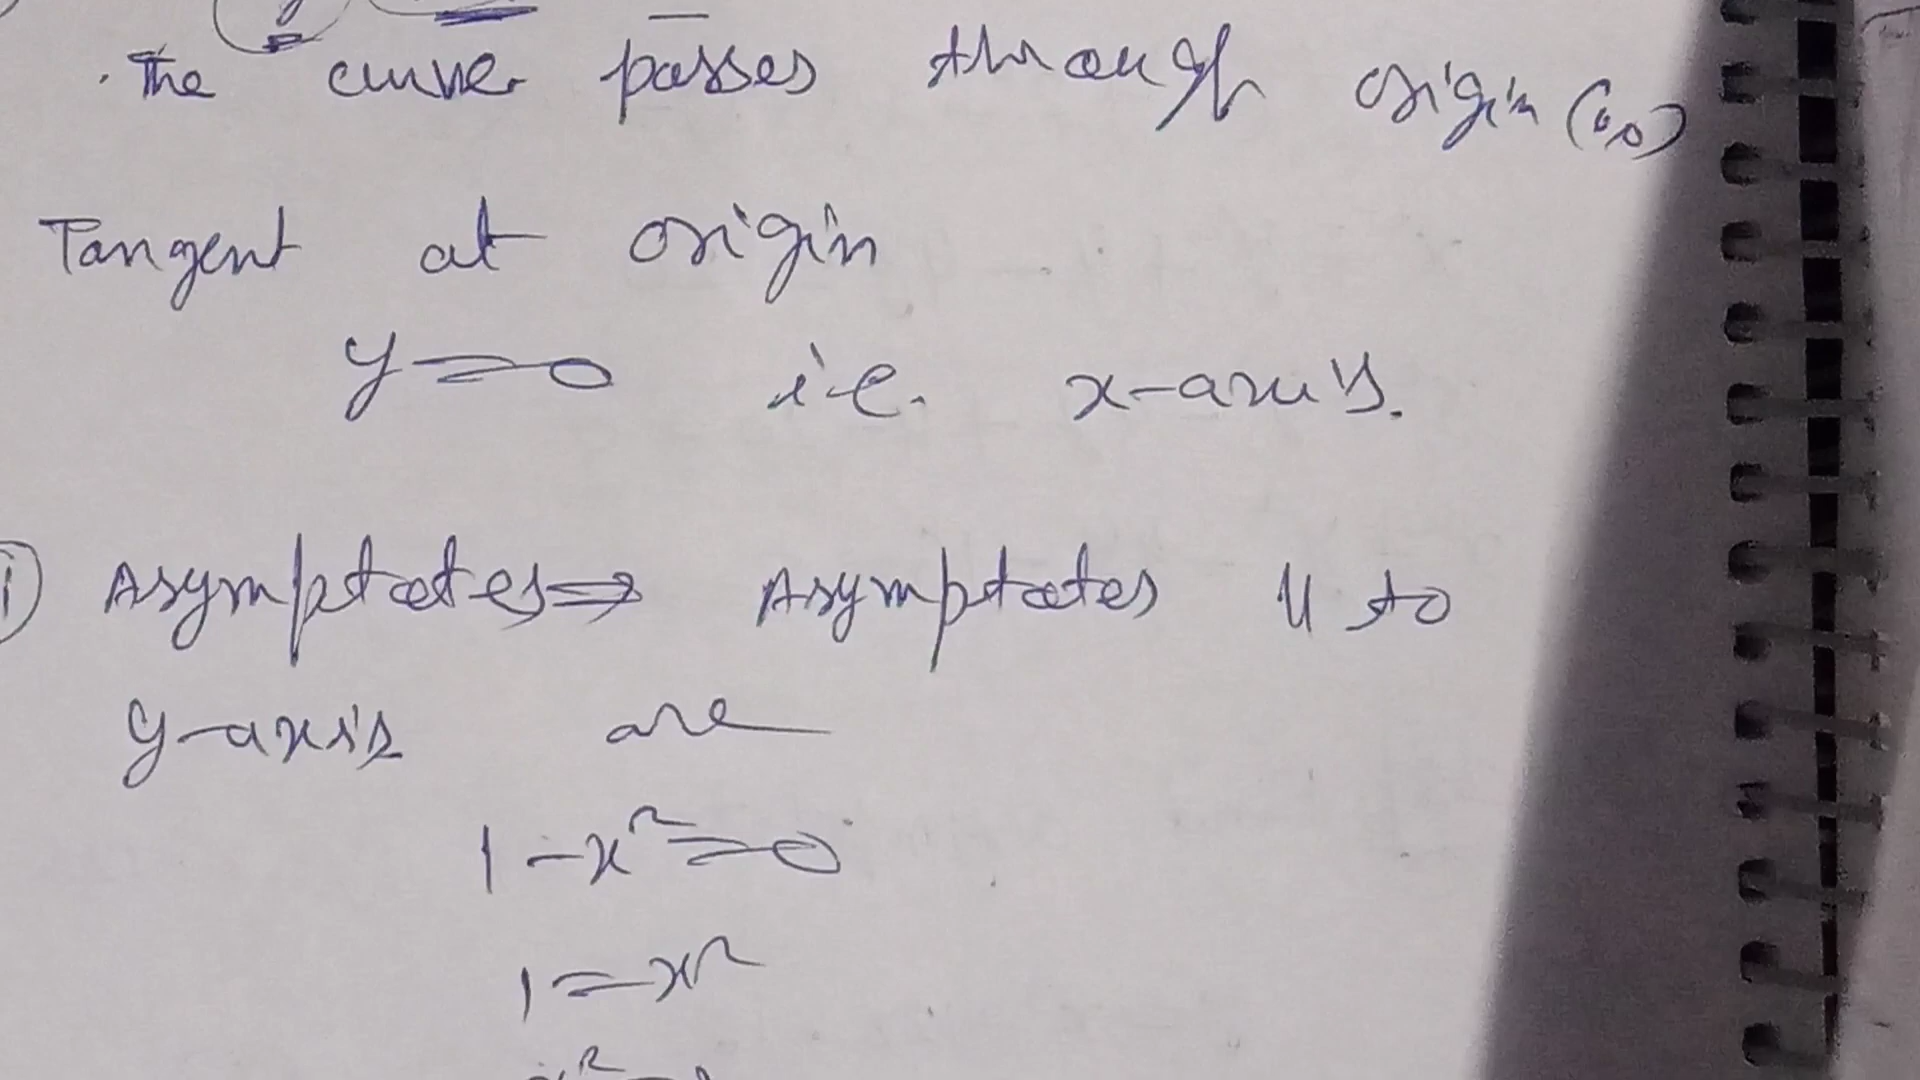 . The curve passes through origin (0,0)
Tangent at origin
y=0 i.e. x-axis.
Asymptotes⇒ Asymptotes || to
y-axis are
1-x²=0
1=x²